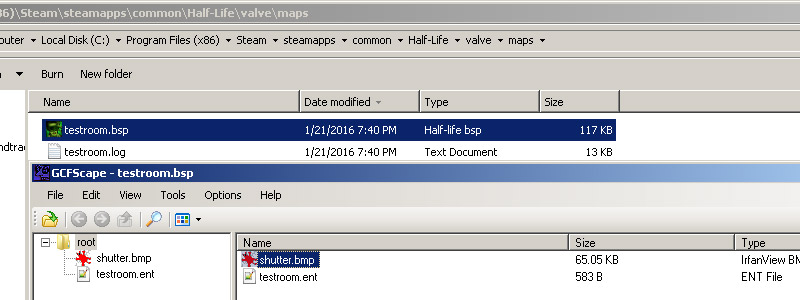 86)\Steam\steamapps\common\Half-Life\valve\maps
outer ▸ Local Disk (C:) ▸ Program Files (x86) ▸ Steam ▸ steamapps ▸ common ▸ Half-Life ▸ valve ▸ maps
Burn New folder
Name Date modified Type Size
testroom.bsp 1/21/2016 7:40 PM Half-life bsp 117 KB
ndtra testroom.log 1/21/2016 7:40 PM Text Document 13 KB
GCFScape - testroom.bsp
File Edit View Tools Options Help
root Name Size Type
shutter.bmp shutter.bmp 65.05 KB IrfanView BM
testroom.ent testroom.ent 583 B ENT File